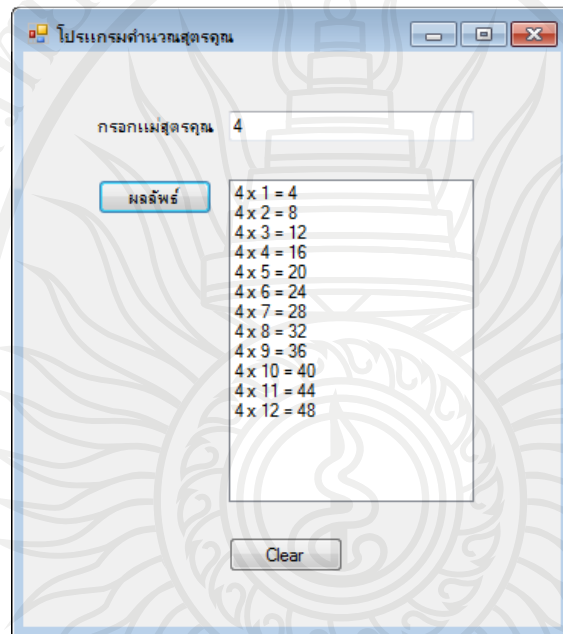 โปรแกรมคำนวณสูตรคูณ
กรอกแม่สูตรคูณ 4
ผลลัพธ์
4 x 1 = 4
4 x 2 = 8
4 x 3 = 12
4 x 4 = 16
4 x 5 = 20
4 x 6 = 24
4 x 7 = 28
4 x 8 = 32
4 x 9 = 36
4 x 10 = 40
4 x 11 = 44
4 x 12 = 48
Clear